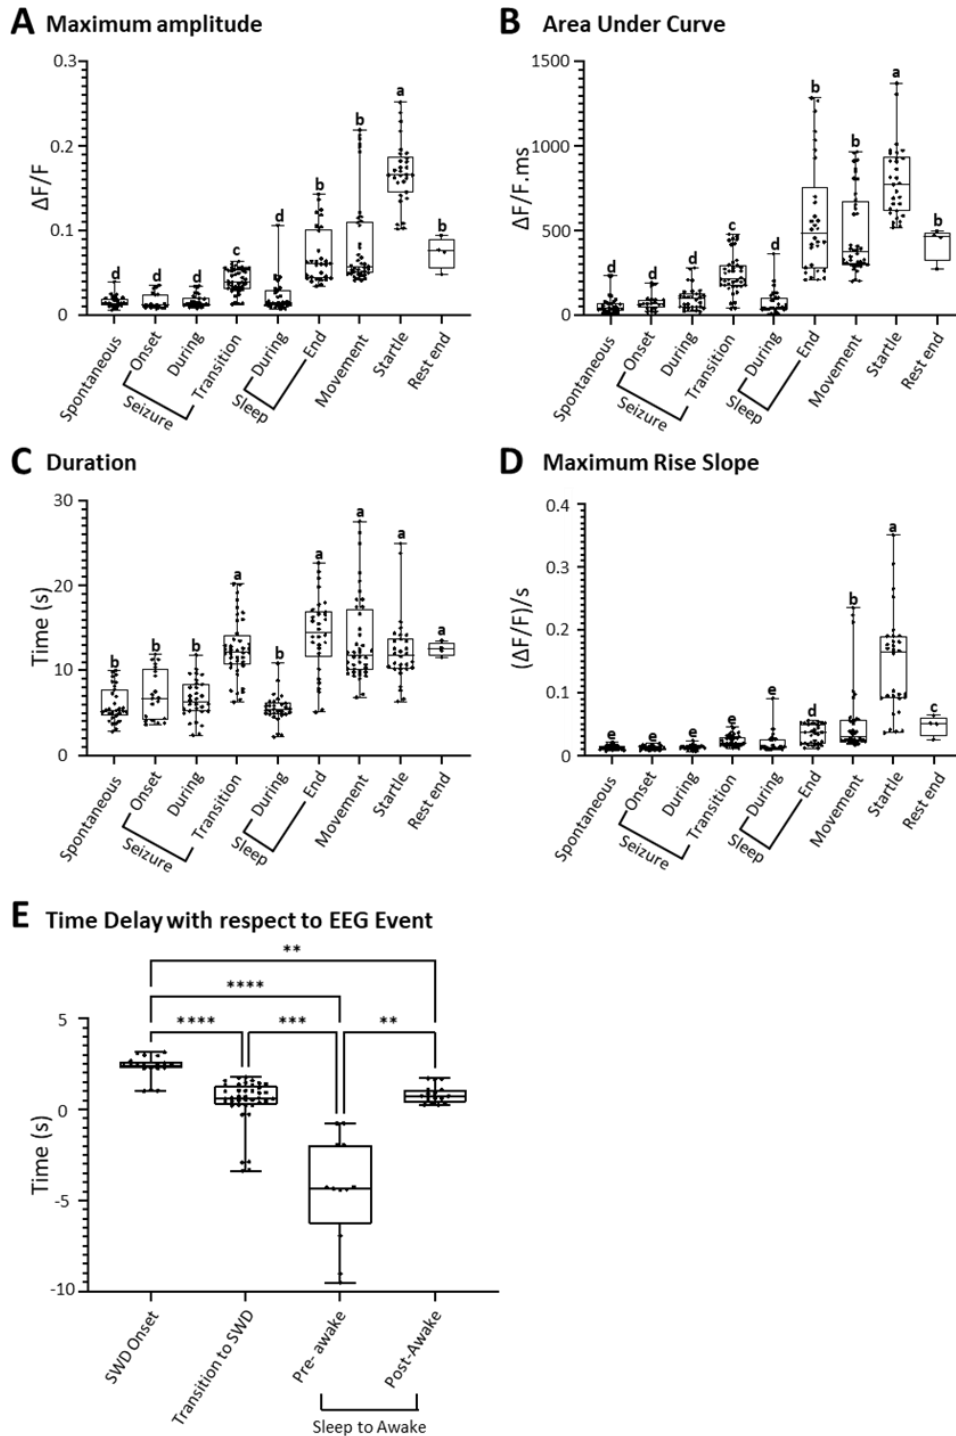 A Maximum amplitude
ΔF/F
0.3
0.2
0.1
0
d
d
d
c
d
b
b
a
b
Spontaneous
Onset
During
Transition
During
End
Movement
Startle
Rest end
Seizure
Sleep
B Area Under Curve
ΔF/F.ms
1500
1000
500
0
d
d
d
c
d
b
b
a
b
Spontaneous
Onset
During
Transition
During
End
Movement
Startle
Rest end
Seizure
Sleep
C Duration
Time (s)
30
20
10
0
b
b
b
a
b
a
a
a
a
Spontaneous
Onset
During
Transition
During
End
Movement
Startle
Rest end
Seizure
Sleep
D Maximum Rise Slope
(ΔF/F)/s
0.4
0.3
0.2
0.1
0
e
e
e
e
e
d
b
a
c
Spontaneous
Onset
During
Transition
During
End
Movement
Startle
Rest end
Seizure
Sleep
E Time Delay with respect to EEG Event
**
****
**** *** **
Time (s)
5
0
-5
-10
SWD Onset
Transition to SWD
Pre- awake
Post-Awake
Sleep to Awake